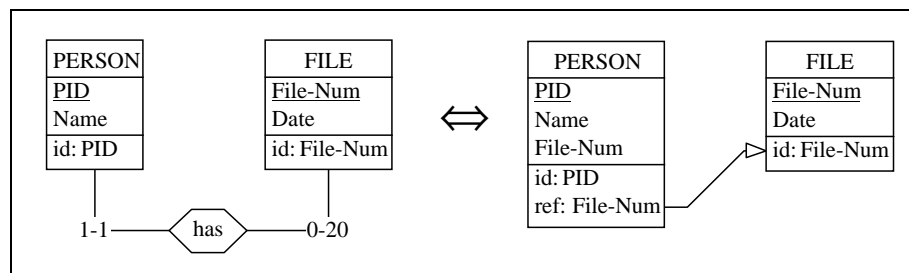 PERSON
PID
Name
id: PID
FILE
File-Num
Date
id: File-Num
1-1
has
0-20
⇔
PERSON
PID
Name
File-Num
id: PID
ref: File-Num
FILE
File-Num
Date
id: File-Num